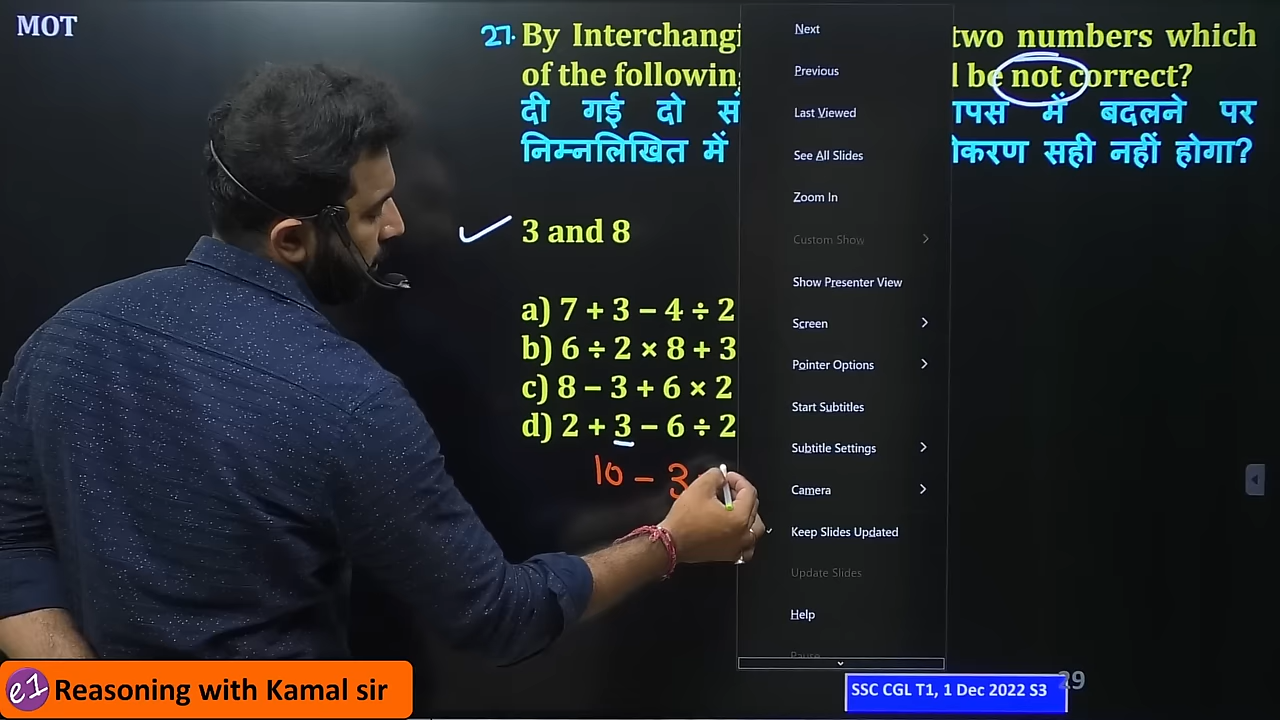 MOT
27. By Interchangi two numbers which
of the following l be not correct?
दी गई दो सं ापस में बदलने पर
निम्नलिखित में ीकरण सही नहीं होगा?
3 and 8
a) 7 + 3 – 4 ÷ 2
b) 6 ÷ 2 × 8 + 3
c) 8 – 3 + 6 × 2
d) 2 + 3 – 6 ÷ 2
10 – 3
Next
Previous
Last Viewed
See All Slides
Zoom In
Custom Show
Show Presenter View
Screen
Pointer Options
Start Subtitles
Subtitle Settings
Camera
Keep Slides Updated
Update Slides
Help
Pause
e1 Reasoning with Kamal sir
SSC CGL T1, 1 Dec 2022 S3
29